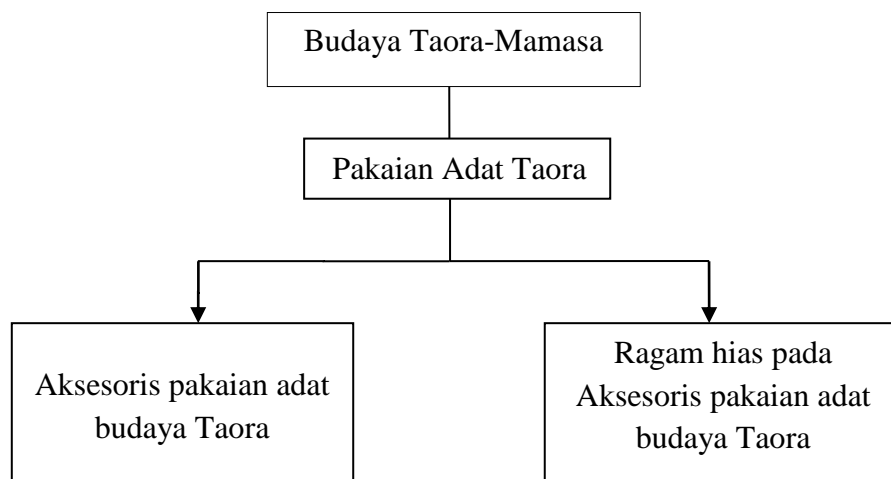 Budaya Taora-Mamasa
Pakaian Adat Taora
Aksesoris pakaian adat
budaya Taora
Ragam hias pada
Aksesoris pakaian adat
budaya Taora